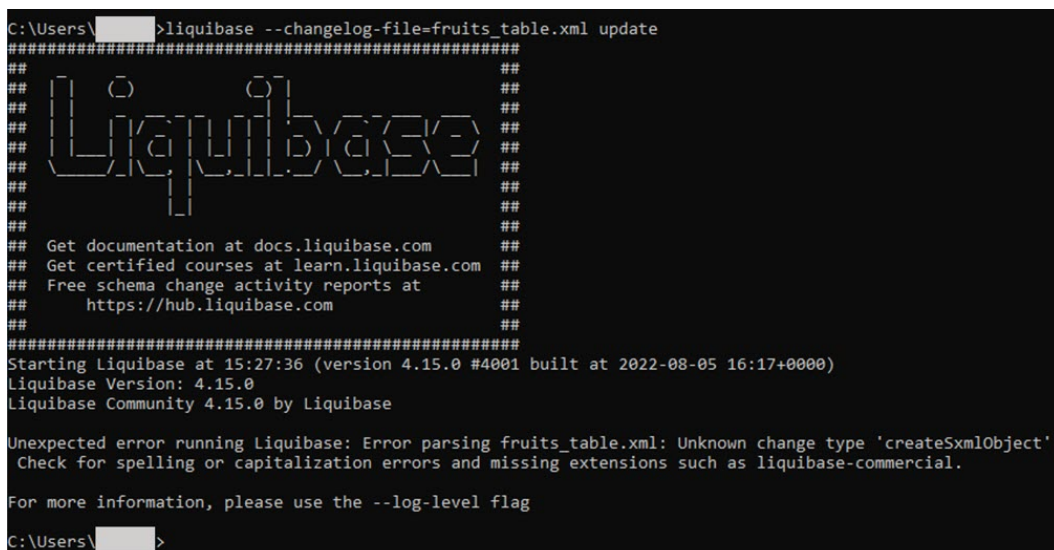 C:\Users\ >liquibase --changelog-file=fruits_table.xml update
####################################################
## ##
## Liquibase ##
## ##
## Get documentation at docs.liquibase.com ##
## Get certified courses at learn.liquibase.com ##
## Free schema change activity reports at ##
## https://hub.liquibase.com ##
## ##
####################################################
Starting Liquibase at 15:27:36 (version 4.15.0 #4001 built at 2022-08-05 16:17+0000)
Liquibase Version: 4.15.0
Liquibase Community 4.15.0 by Liquibase
Unexpected error running Liquibase: Error parsing fruits_table.xml: Unknown change type 'createSxmlObject'
Check for spelling or capitalization errors and missing extensions such as liquibase-commercial.
For more information, please use the --log-level flag
C:\Users\ >